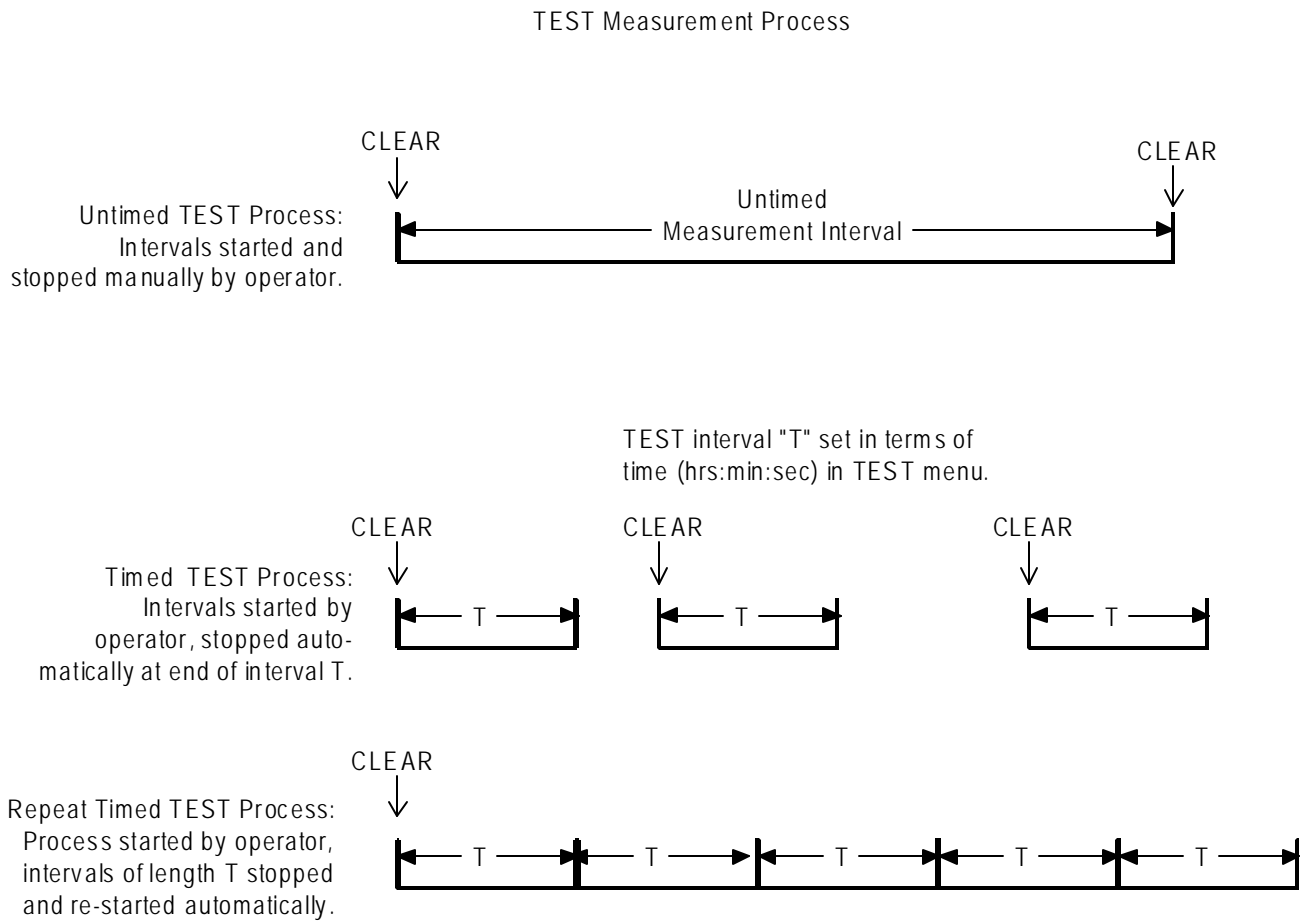 TEST Measurement Process
CLEAR
CLEAR
Untimed TEST Process:
Intervals started and
stopped manually by operator.
Untimed
Measurement Interval
TEST interval "T" set in terms of
time (hrs:min:sec) in TEST menu.
CLEAR
CLEAR
CLEAR
Timed TEST Process:
Intervals started by
operator, stopped auto-
matically at end of interval T.
T
T
T
CLEAR
Repeat Timed TEST Process:
Process started by operator,
intervals of length T stopped
and re-started automatically.
T
T
T
T
T